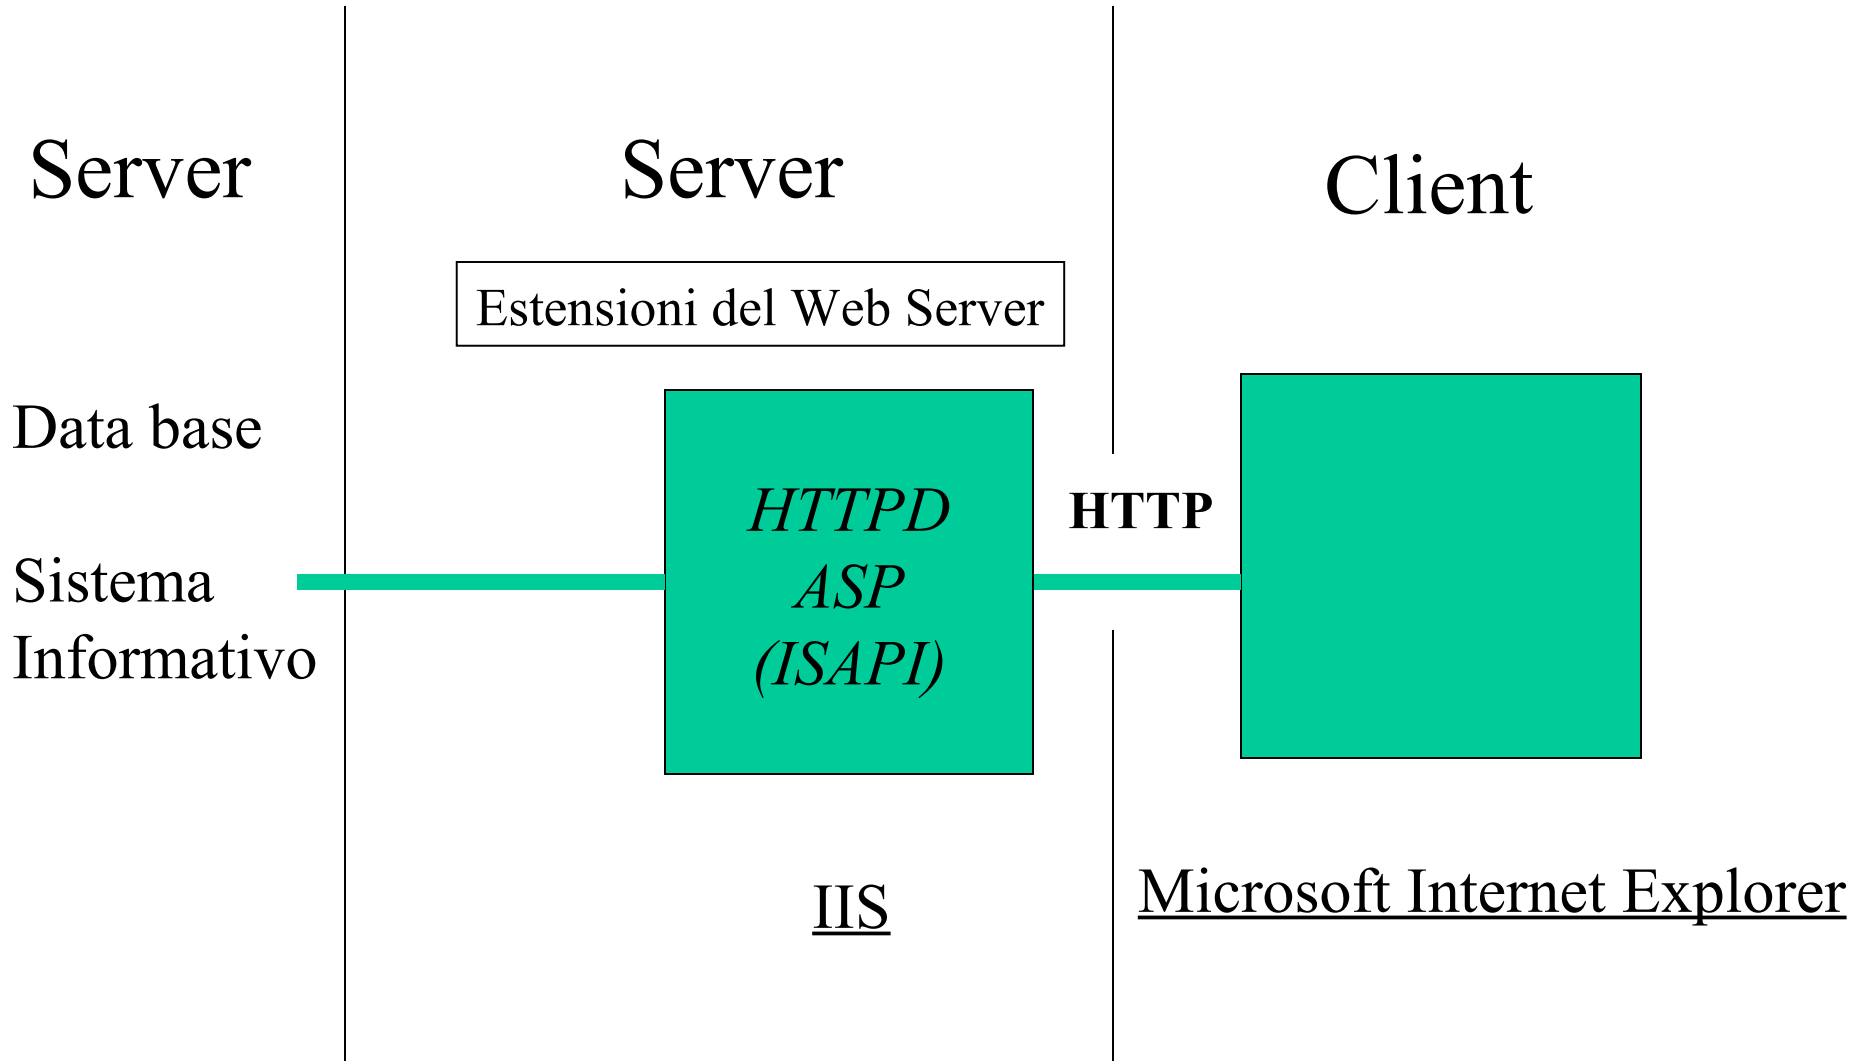 Server
Server
Client
Estensioni del Web Server
Data base
HTTPD
HTTP
ASP
Sistema
Informativo
(ISAPI)
IIS
Microsoft Internet Explorer